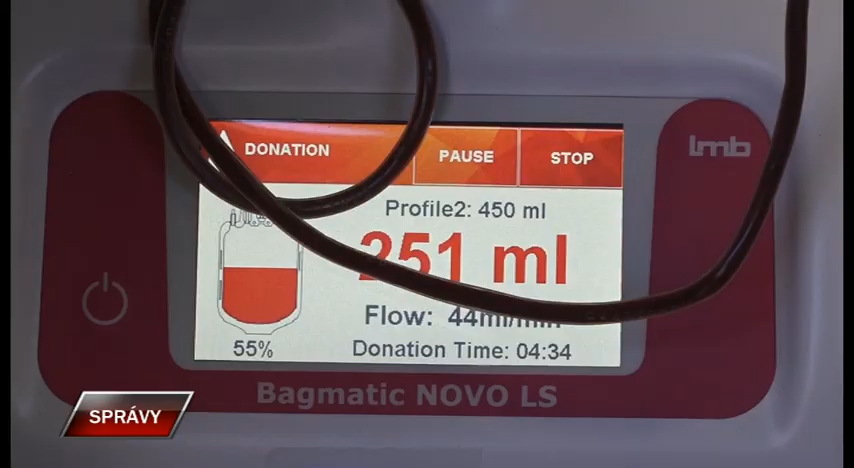 DONATION
PAUSE
STOP
lmb
Profile2: 450 ml
251 ml
Flow: 44ml/min
55%
Donation Time: 04:34
Bagmatic NOVO LS
SPRÁVY